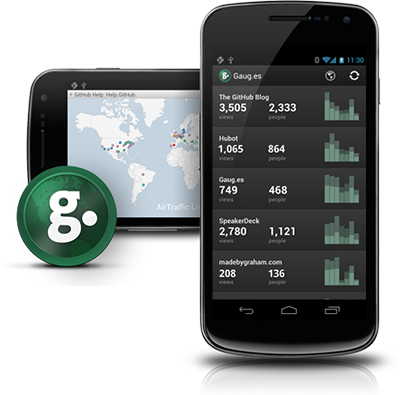 GitHub Help: Help GitHub
AirTraffic Li
g.
11:30
g. Gaug.es
The GitHub Blog
3,505 2,333
views people
Hubot
1,065 864
views people
Gaug.es
749 468
views people
SpeakerDeck
2,780 1,121
views people
madebygraham.com
208 136
views people